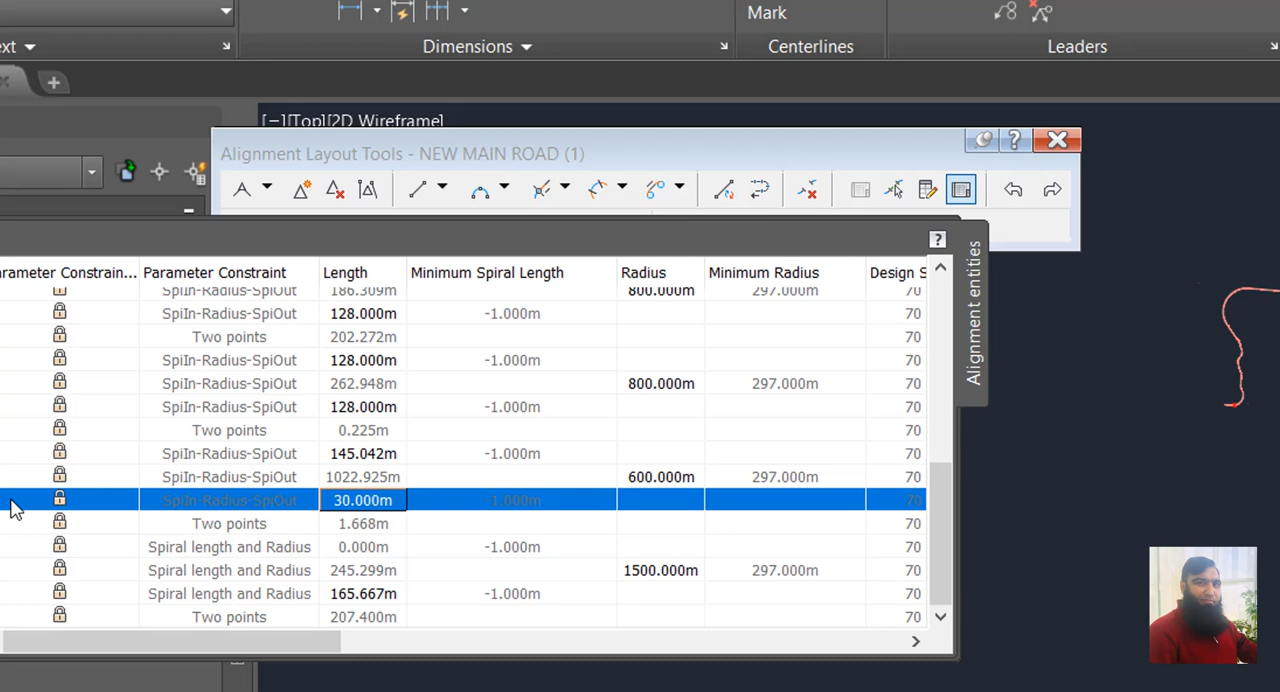 Mark
ext
Dimensions
Centerlines
Leaders
[−][Top][2D Wireframe]
Alignment Layout Tools - NEW MAIN ROAD (1)
arameter Constrain... Parameter Constraint Length Minimum Spiral Length Radius Minimum Radius Design S
SpiIn-Radius-SpiOut 186.309m 800.000m 297.000m 70
SpiIn-Radius-SpiOut 128.000m -1.000m 70
Two points 202.272m 70
SpiIn-Radius-SpiOut 128.000m -1.000m 70
SpiIn-Radius-SpiOut 262.948m 800.000m 297.000m 70
SpiIn-Radius-SpiOut 128.000m -1.000m 70
Two points 0.225m 70
SpiIn-Radius-SpiOut 145.042m -1.000m 70
SpiIn-Radius-SpiOut 1022.925m 600.000m 297.000m 70
SpiIn-Radius-SpiOut 30.000m -1.000m 70
Two points 1.668m 70
Spiral length and Radius 0.000m -1.000m 70
Spiral length and Radius 245.299m 1500.000m 297.000m 70
Spiral length and Radius 165.667m -1.000m 70
Two points 207.400m 70
Alignment entities